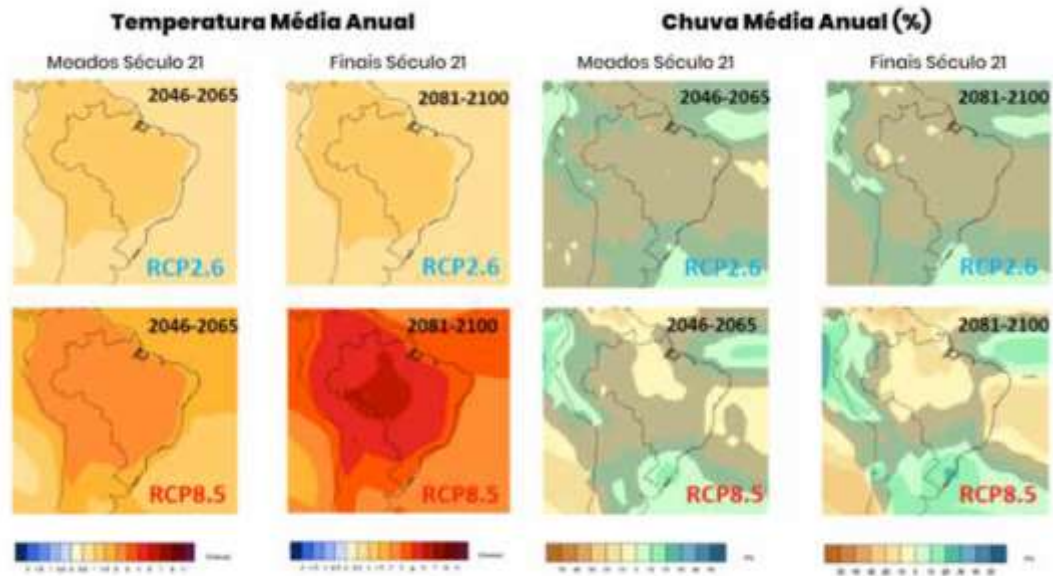 Temperatura Média Anual
Chuva Média Anual (%)
Meados Século 21
Finais Século 21
Meados Século 21
Finais Século 21
2046-2065
2081-2100
2046-2065
2081-2100
RCP2.6
RCP2.6
RCP2.6
RCP2.6
2046-2065
2081-2100
2046-2065
2081-2100
RCP8.5
RCP8.5
RCP8.5
RCP8.5